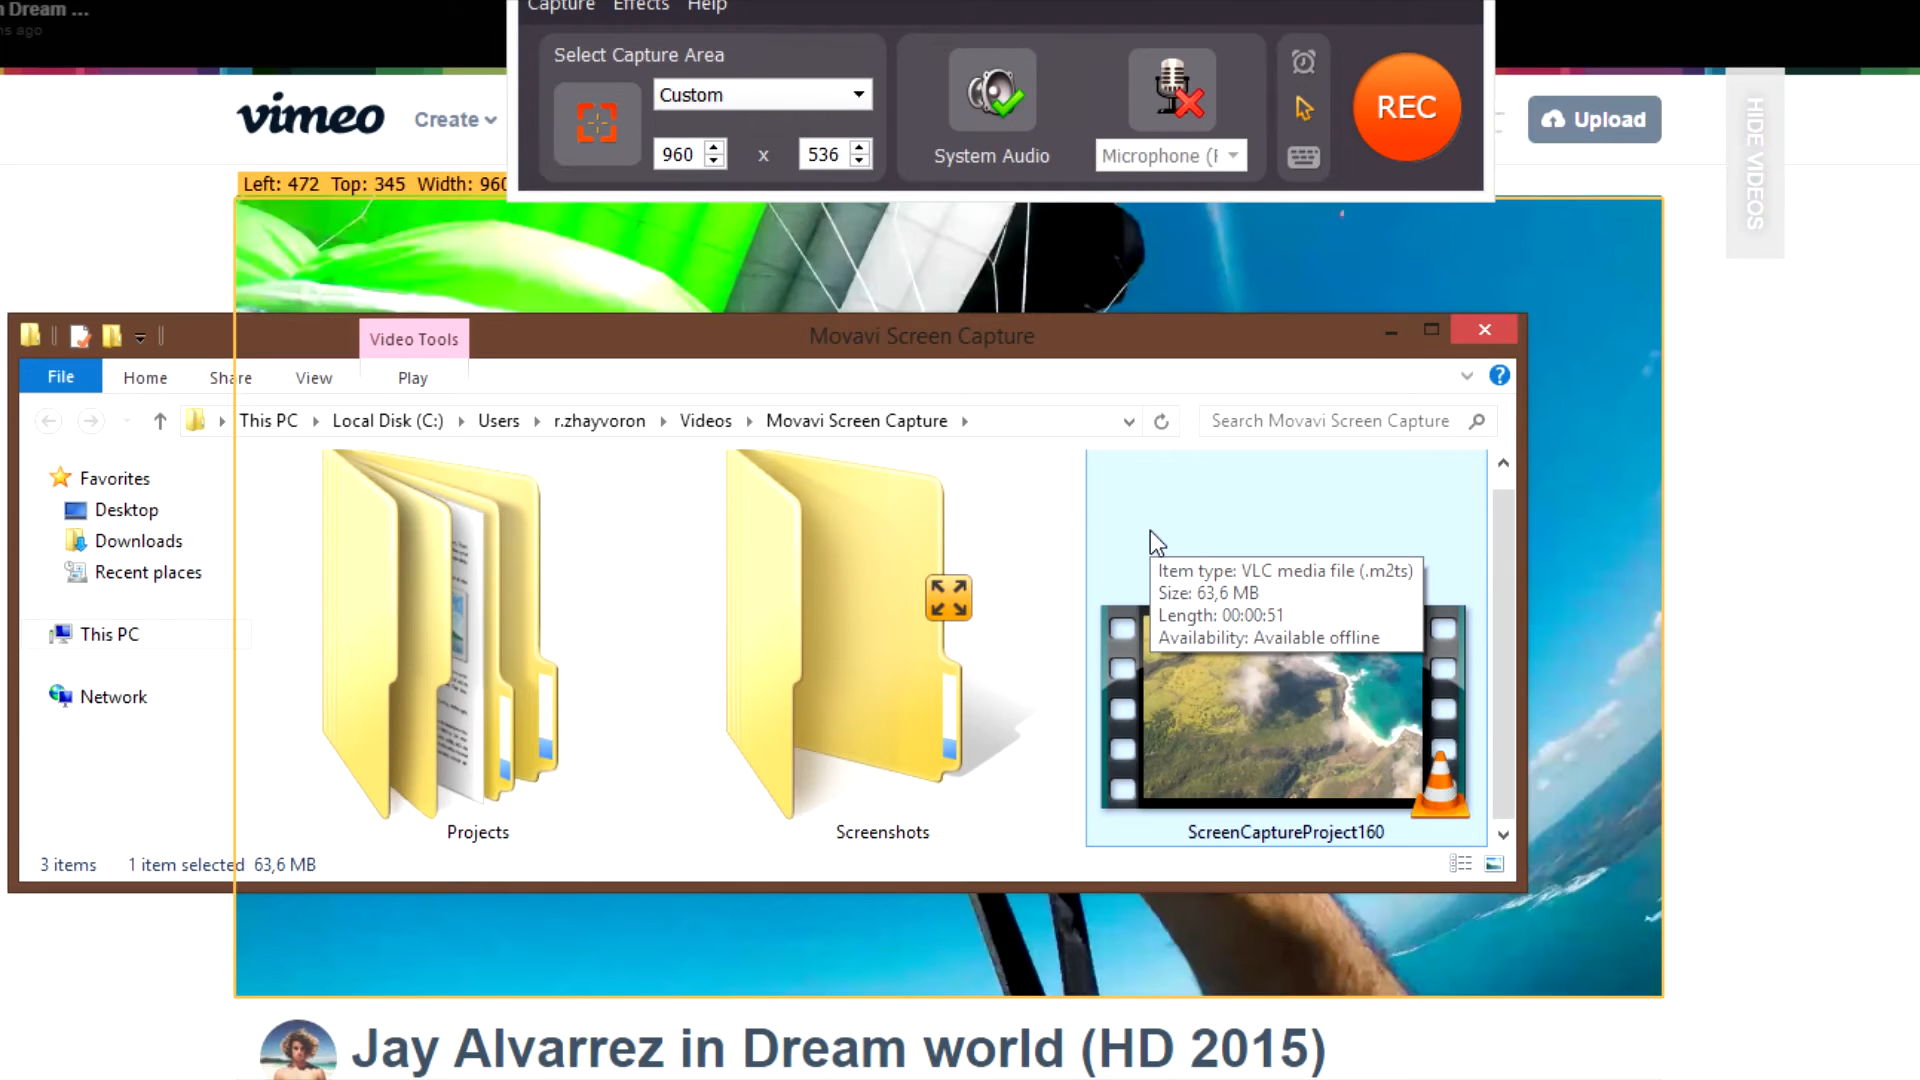 n Dream ...
ns ago
Capture Effects Help
Select Capture Area
Custom
960 x 536
System Audio
Microphone (
REC
vimeo
Create
Upload
HIDE VIDEOS
Left: 472 Top: 345 Width: 960
Video Tools
Movavi Screen Capture
File Home Share View Play
This PC Local Disk (C:) Users r.zhayvoron Videos Movavi Screen Capture
Search Movavi Screen Capture
Favorites
Desktop
Downloads
Recent places
This PC
Network
Item type: VLC media file (.m2ts)
Size: 63,6 MB
Length: 00:00:51
Availability: Available offline
Projects
Screenshots
ScreenCaptureProject160
3 items 1 item selected 63,6 MB
Jay Alvarrez in Dream world (HD 2015)